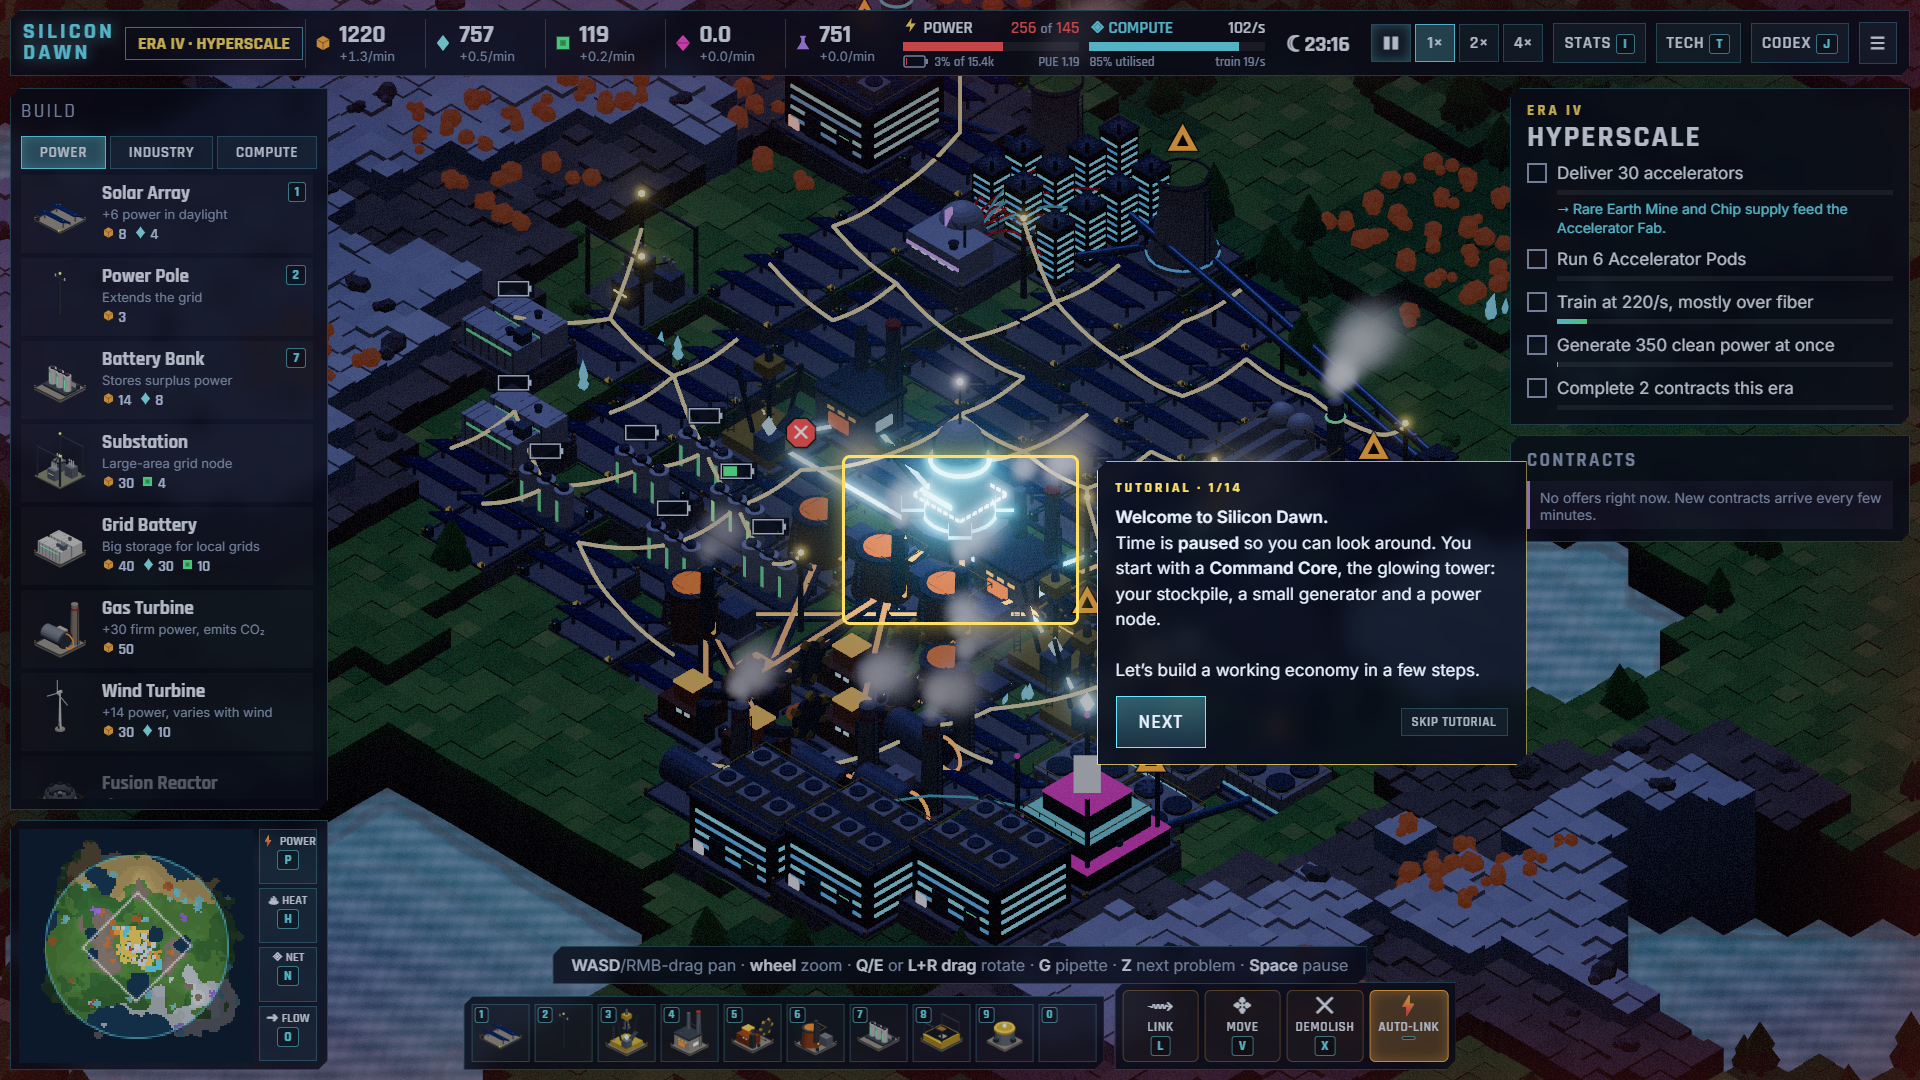 SILICON
DAWN
ERA IV · HYPERSCALE
1220
+1.3/min
757
+0.5/min
119
+0.2/min
0.0
+0.0/min
751
+0.0/min
POWER
256 of 145
3% of 15.4k
PUE 1.19
COMPUTE
102/s
85% utilised
train 19/s
23:16
1×
2×
4×
STATS I
TECH T
CODEX J
BUILD
POWER
INDUSTRY
COMPUTE
Solar Array
1
+6 power in daylight
8 4
Power Pole
2
Extends the grid
3
Battery Bank
7
Stores surplus power
14 8
Substation
Large-area grid node
30 4
Grid Battery
Big storage for local grids
40 30 10
Gas Turbine
+30 firm power, emits CO₂
50
Wind Turbine
+14 power, varies with wind
30 10
Fusion Reactor
ERA IV
HYPERSCALE
Deliver 30 accelerators
→ Rare Earth Mine and Chip supply feed the
Accelerator Fab.
Run 6 Accelerator Pods
Train at 220/s, mostly over fiber
Generate 350 clean power at once
Complete 2 contracts this era
CONTRACTS
No offers right now. New contracts arrive every few
minutes.
TUTORIAL · 1/14
Welcome to Silicon Dawn.
Time is paused so you can look around. You
start with a Command Core, the glowing tower:
your stockpile, a small generator and a power
node.
Let's build a working economy in a few steps.
NEXT
SKIP TUTORIAL
POWER
P
HEAT
H
NET
N
FLOW
O
WASD/RMB-drag pan · wheel zoom · Q/E or L+R drag rotate · G pipette · Z next problem · Space pause
1
2
3
4
5
6
7
8
9
0
LINK
L
MOVE
V
DEMOLISH
X
AUTO-LINK